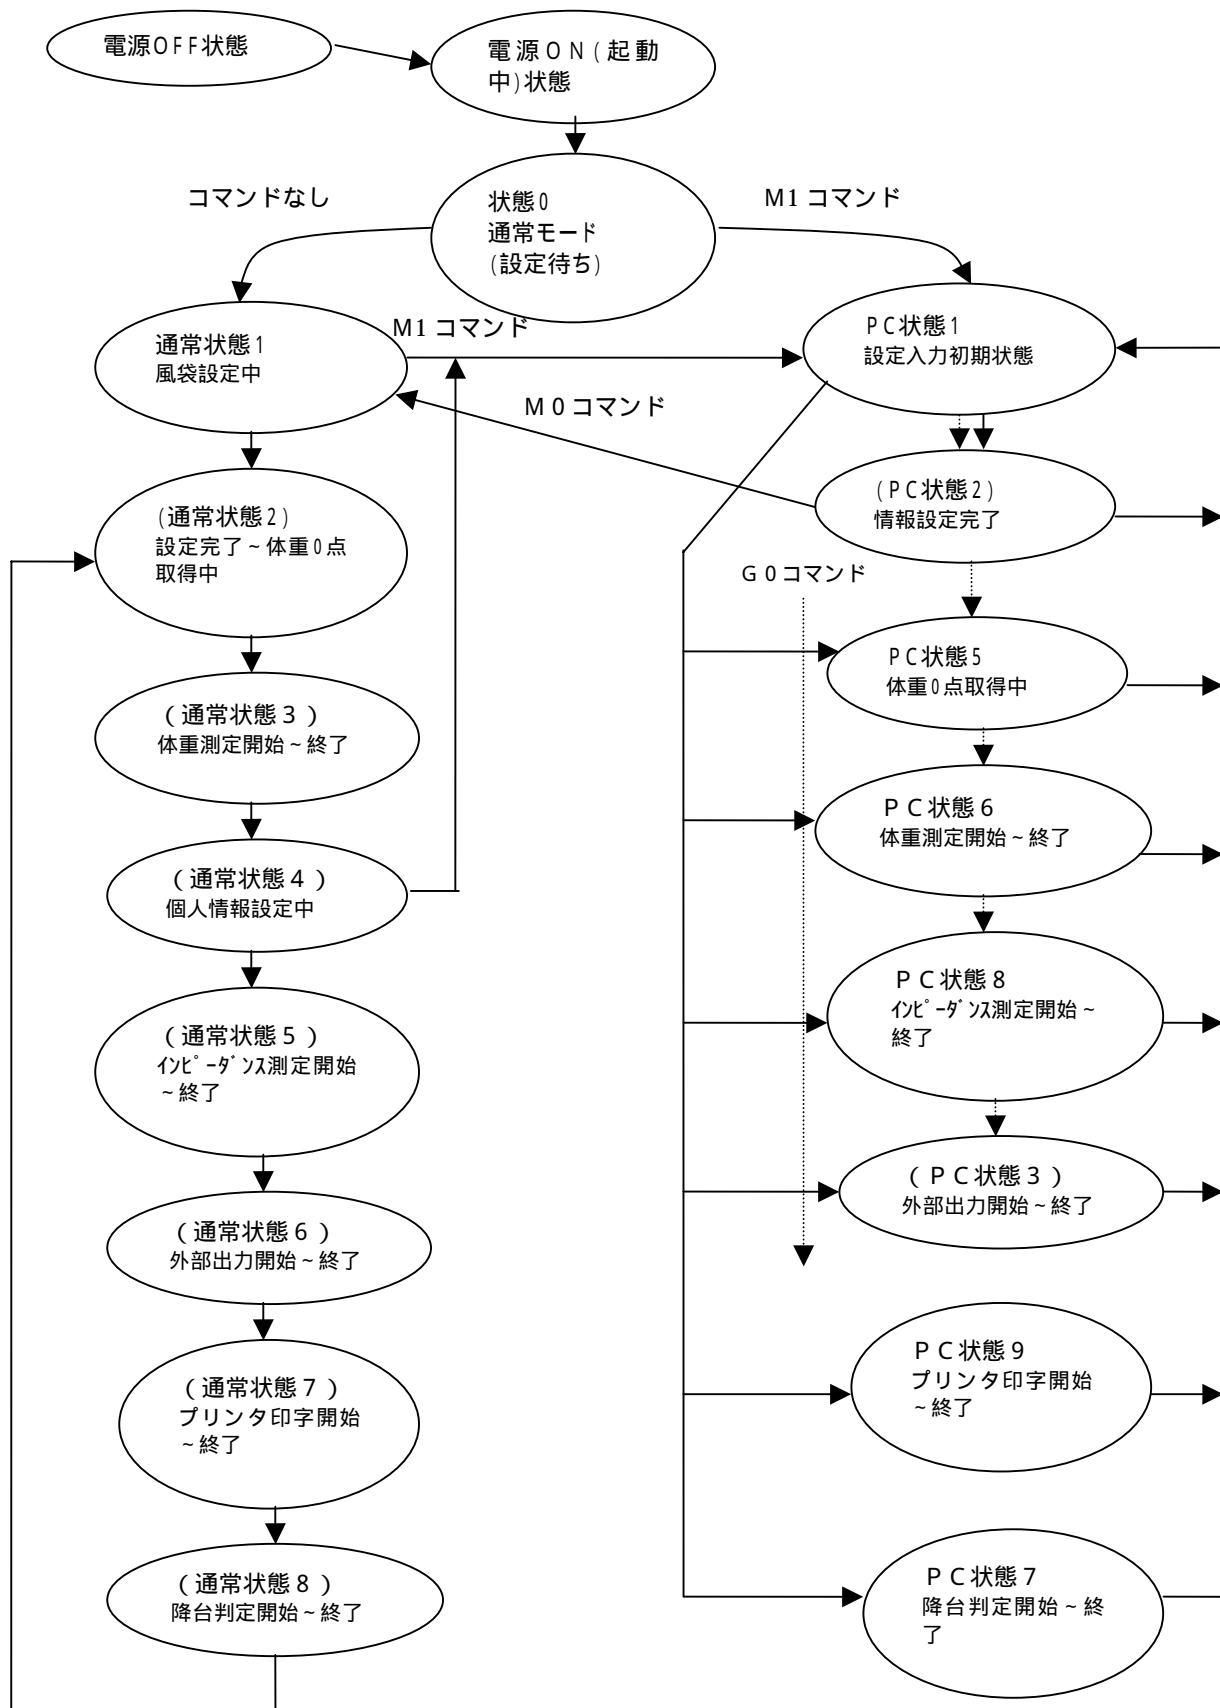 電源OFF状態
電源ON(起動
中)状態
コマンドなし
状態0
通常モード
(設定待ち)
M1 コマンド
通常状態1
風袋設定中
M1 コマンド
PC状態1
設定入力初期状態
M0コマンド
(通常状態2)
設定完了~体重0点
取得中
(PC状態2)
情報設定完了
G0コマンド
PC状態5
体重0点取得中
(通常状態3)
体重測定開始~終了
PC状態6
体重測定開始~終了
(通常状態4)
個人情報設定中
PC状態8
インピーダンス測定開始~
終了
(通常状態5)
インピーダンス測定開始
~終了
(PC状態3)
外部出力開始~終了
(通常状態6)
外部出力開始~終了
PC状態9
プリンタ印字開始
~終了
(通常状態7)
プリンタ印字開始
~終了
(通常状態8)
降台判定開始~終了
PC状態7
降台判定開始~終
了